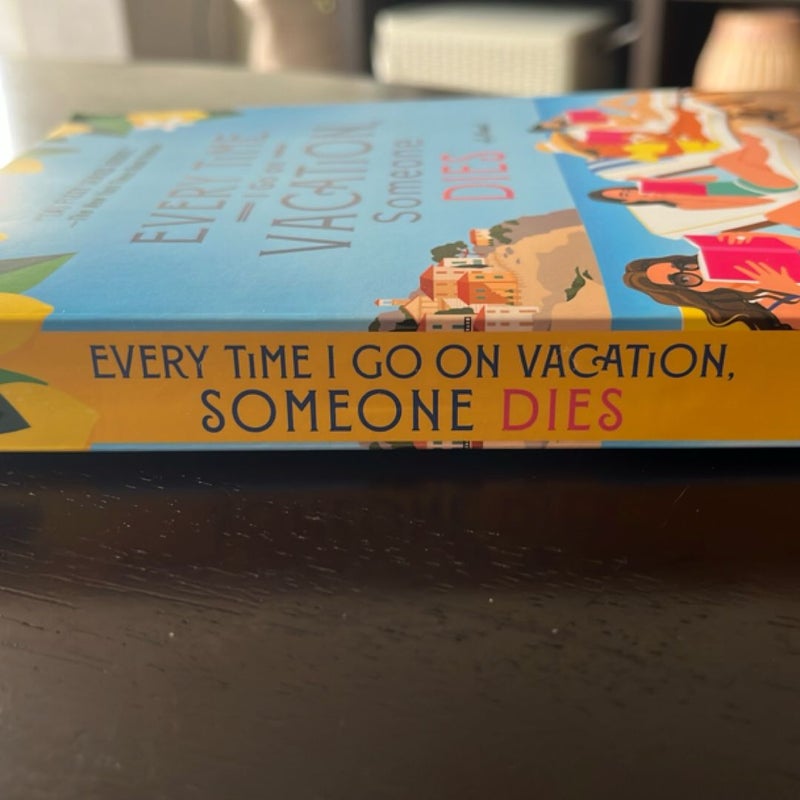 EVERY TIME
I Go on
VACATION,
Someone
DIES
EVERY TiME I GO ON VACATiON,
SOMEONE DIES